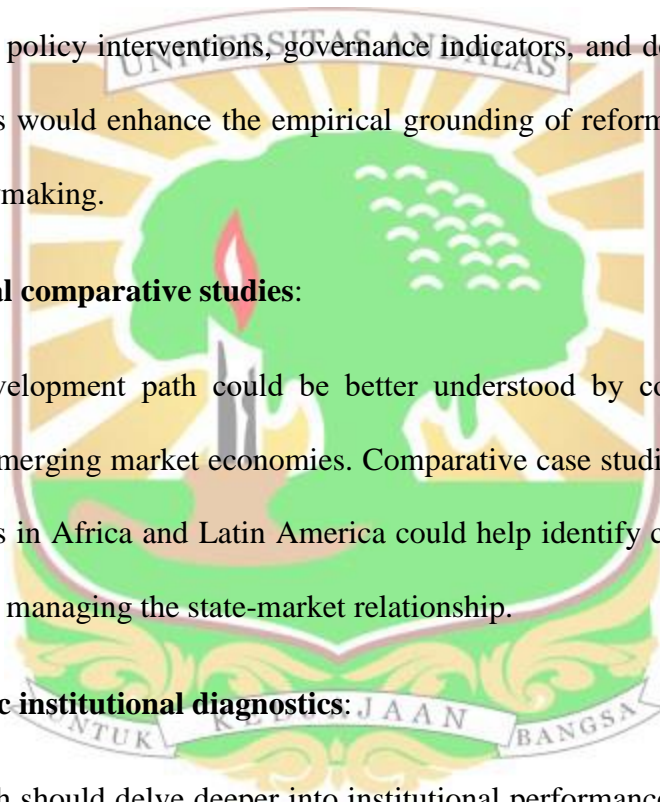 policy interventions, governance indicators, and de
UNIVERSITAS ANDALAS
s would enhance the empirical grounding of reform
making.
al comparative studies:
velopment path could be better understood by co
merging market economies. Comparative case studi
s in Africa and Latin America could help identify c
managing the state-market relationship.
c institutional diagnostics:
UNTUK KEDJAJAAN BANGSA
h should delve deeper into institutional performance